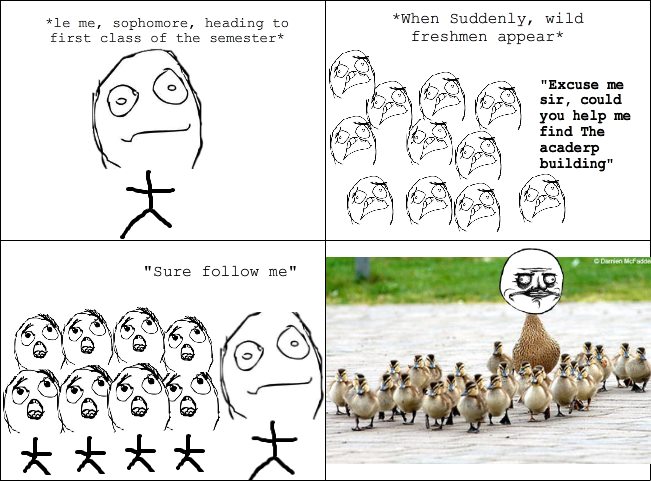 *le me, sophomore, heading to
first class of the semester*
*When Suddenly, wild
freshmen appear*
"Excuse me
sir, could
you help me
find The
acaderp
building"
"Sure follow me"
© Damien McFadde